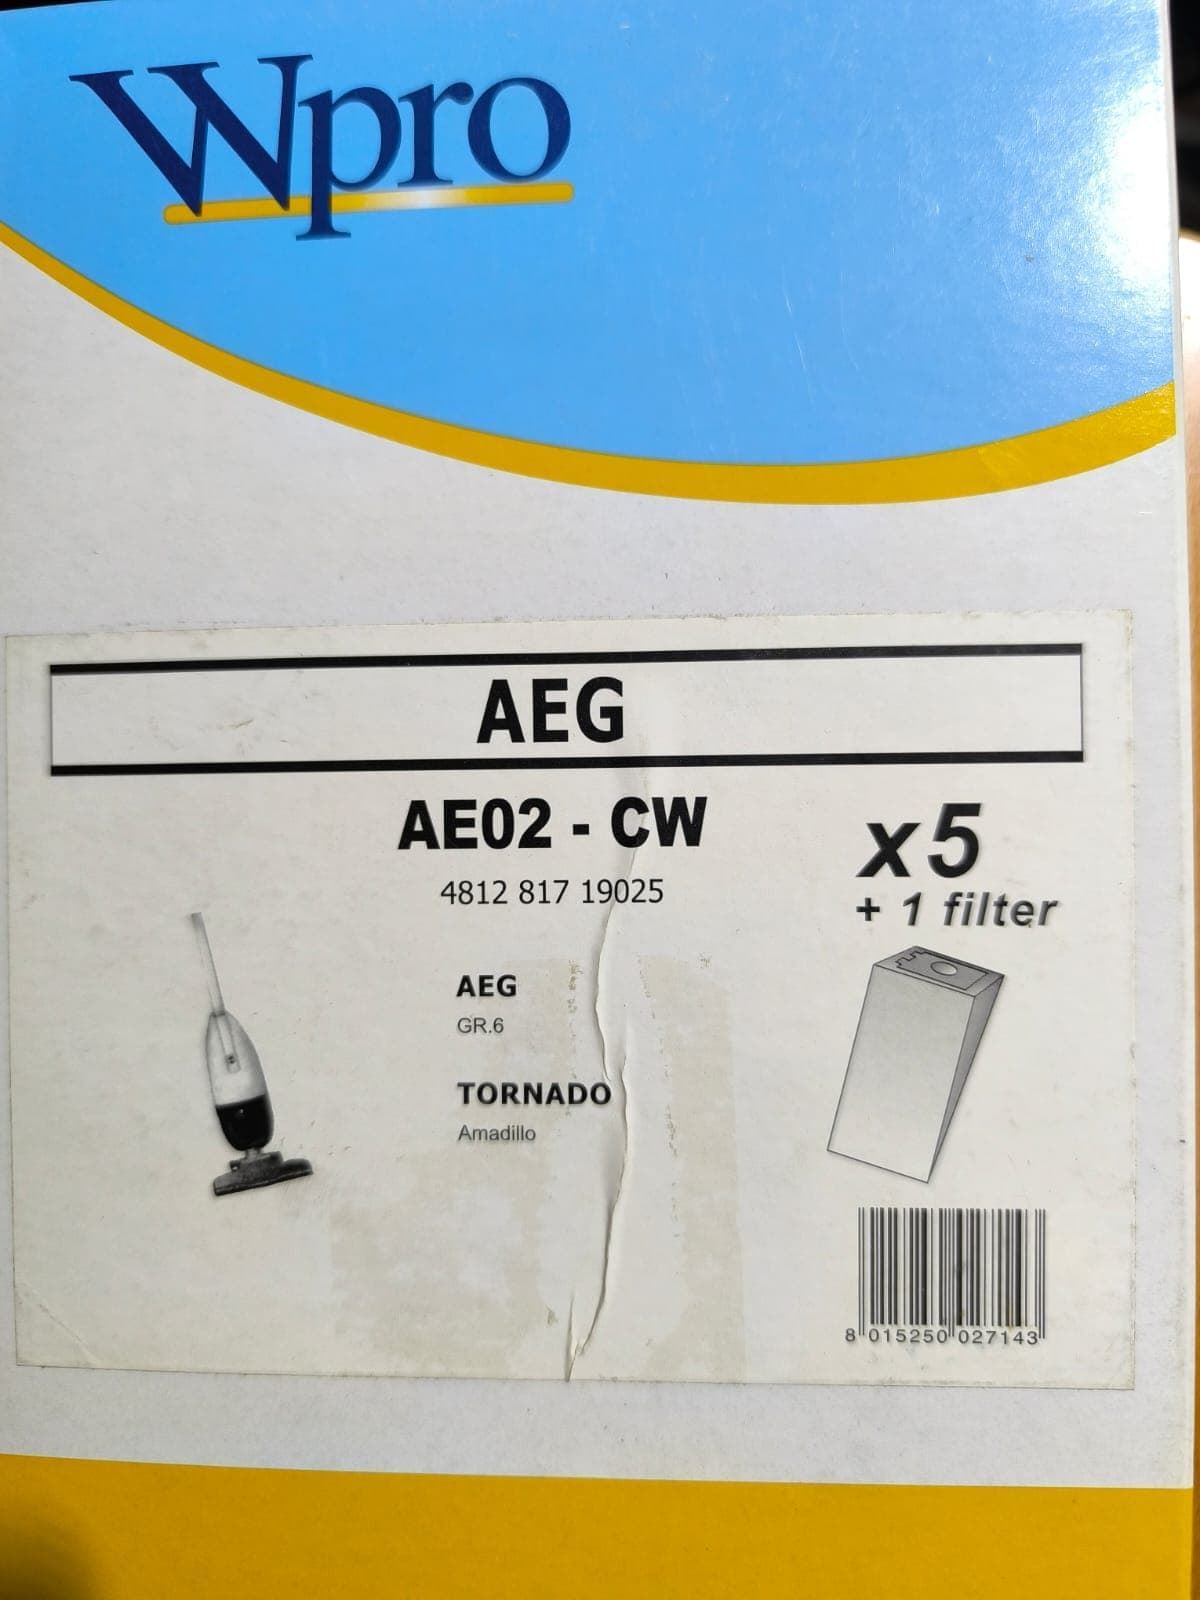 Wpro
AEG
AE02 - CW
4812 817 19025
x5
+ 1 filter
AEG
GR.6
TORNADO
Amadillo
8 015250 027143